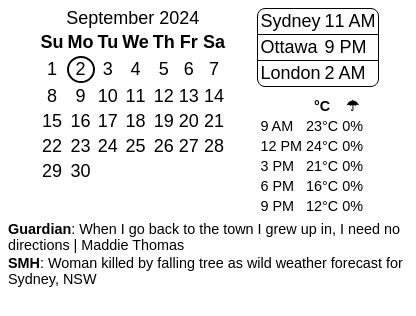 September 2024
Su Mo Tu We Th Fr Sa
1 2 3 4 5 6 7
8 9 10 11 12 13 14
15 16 17 18 19 20 21
22 23 24 25 26 27 28
29 30
Sydney 11 AM
Ottawa 9 PM
London 2 AM
°C ☂
9 AM 23°C 0%
12 PM 24°C 0%
3 PM 21°C 0%
6 PM 16°C 0%
9 PM 12°C 0%
Guardian: When I go back to the town I grew up in, I need no
directions | Maddie Thomas
SMH: Woman killed by falling tree as wild weather forecast for
Sydney, NSW